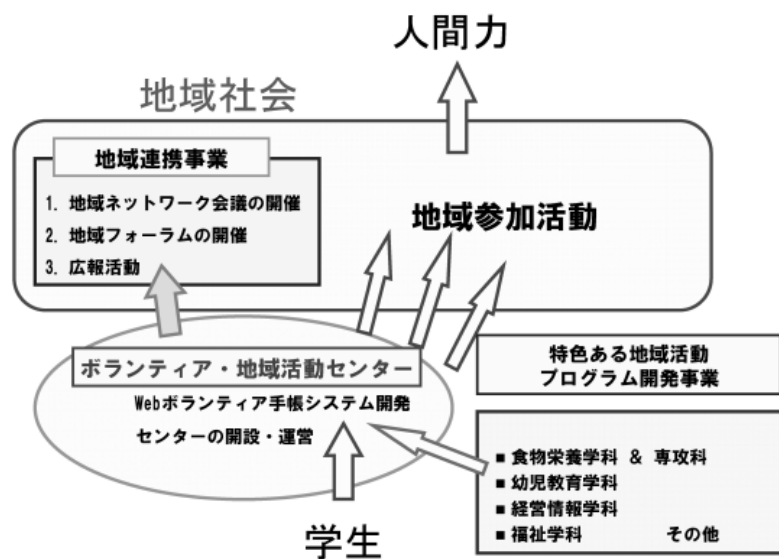 人間力
地域社会
地域連携事業
1. 地域ネットワーク会議の開催
2. 地域フォーラムの開催
3. 広報活動
地域参加活動
ボランティア・地域活動センター
Webボランティア手帳システム開発
センターの開設・運営
特色ある地域活動
プログラム開発事業
■ 食物栄養学科 & 専攻科
■ 幼児教育学科
■ 経営情報学科
■ 福祉学科 その他
学生